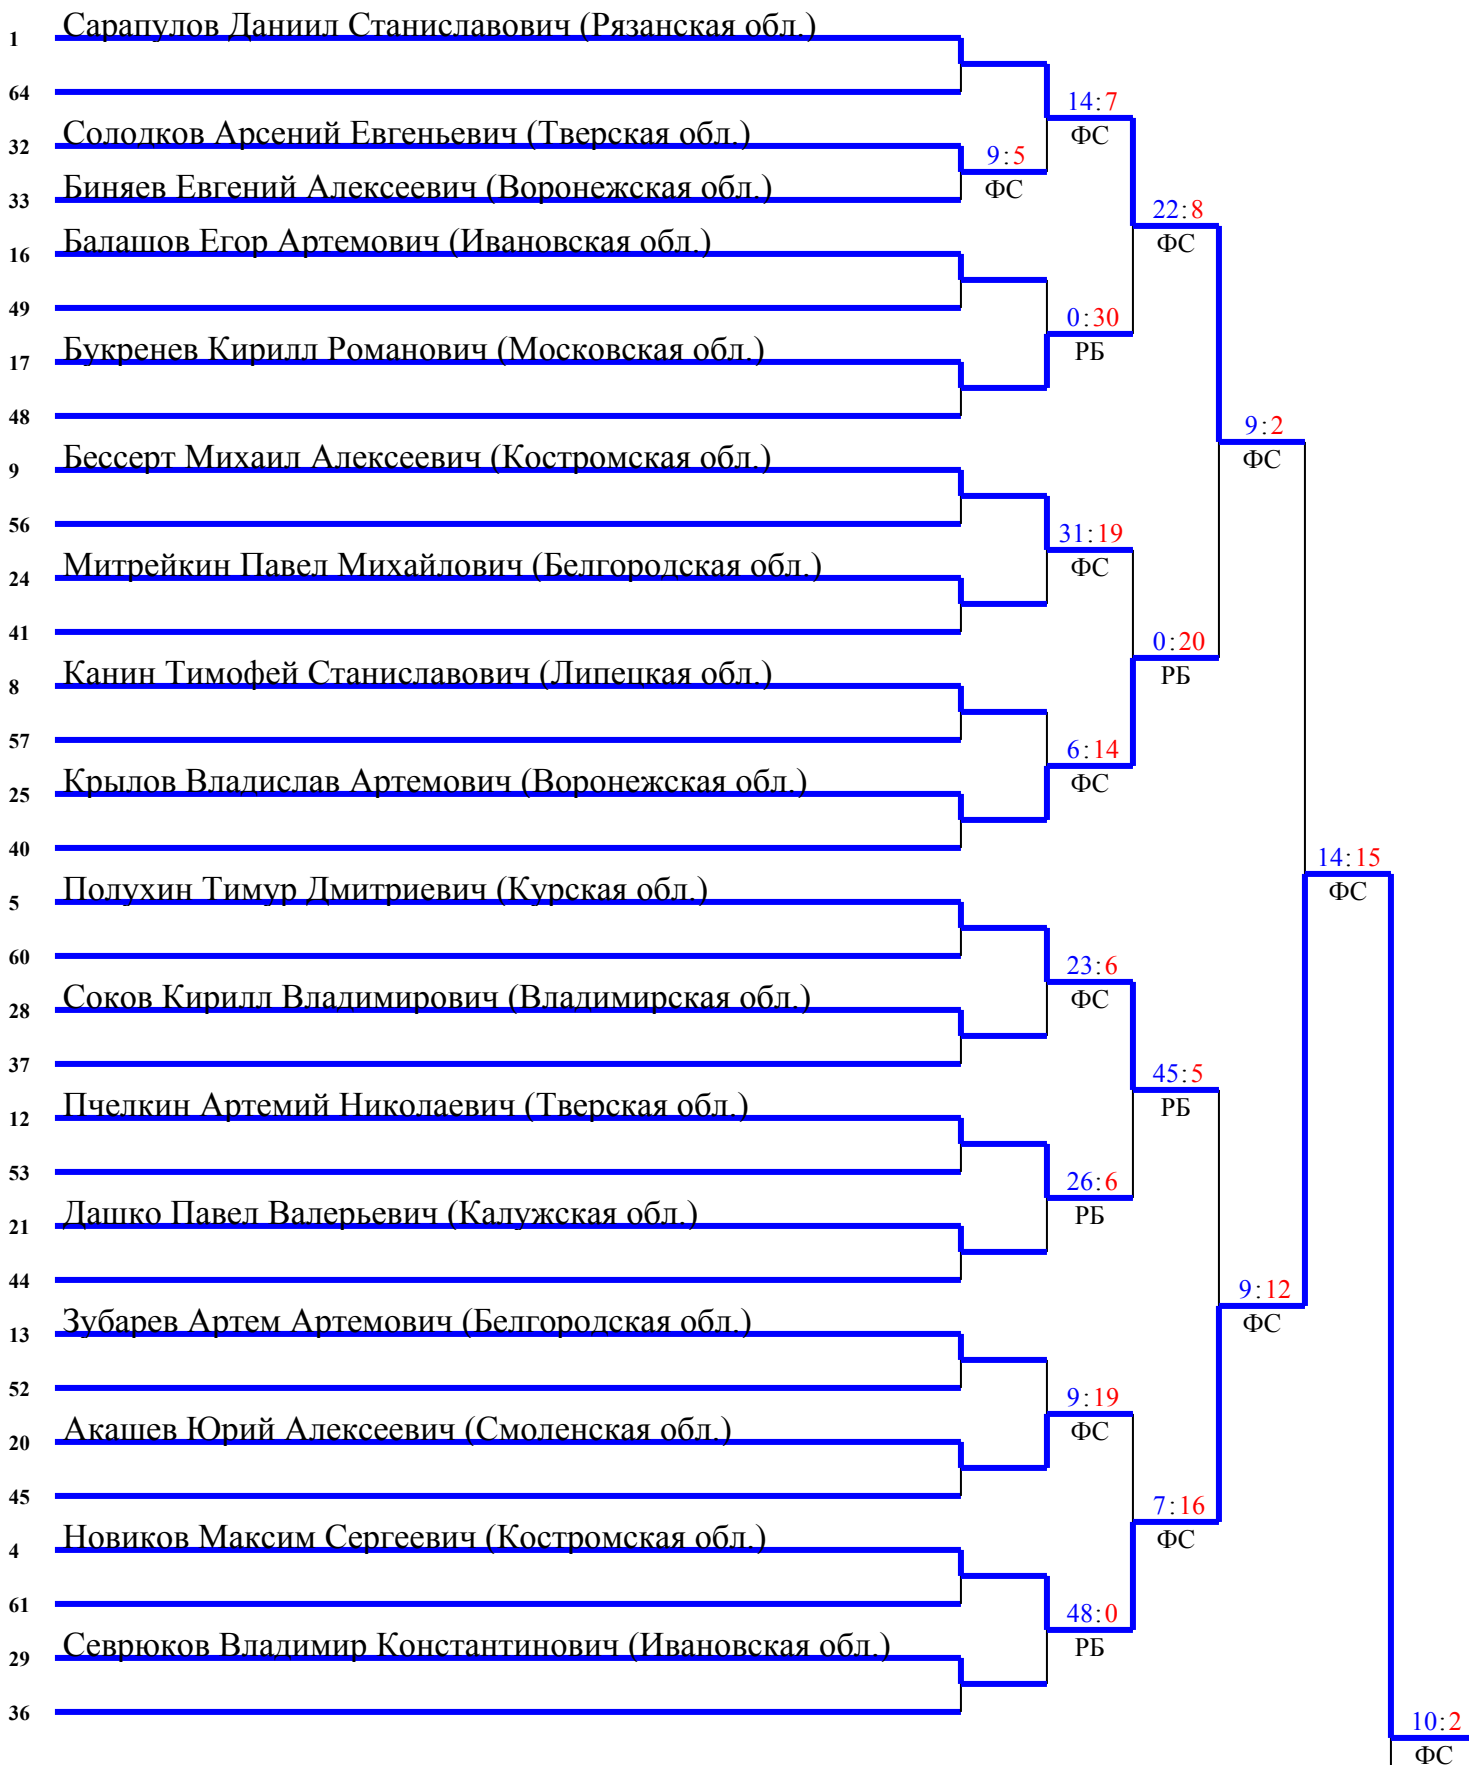 1 Сарапулов Даниил Станиславович (Рязанская обл.)
64
14:7
ФС
32 Солодков Арсений Евгеньевич (Тверская обл.)
9:5
ФС
33 Биняев Евгений Алексеевич (Воронежская обл.)
22:8
ФС
16 Балашов Егор Артемович (Ивановская обл.)
49
0:30
РБ
17 Букренев Кирилл Романович (Московская обл.)
48
9:2
ФС
9 Бессерт Михаил Алексеевич (Костромская обл.)
56
31:19
ФС
24 Митрейкин Павел Михайлович (Белгородская обл.)
41
0:20
РБ
8 Канин Тимофей Станиславович (Липецкая обл.)
57
6:14
ФС
25 Крылов Владислав Артемович (Воронежская обл.)
40
14:15
ФС
5 Полухин Тимур Дмитриевич (Курская обл.)
60
23:6
ФС
28 Соков Кирилл Владимирович (Владимирская обл.)
37
45:5
РБ
12 Пчелкин Артемий Николаевич (Тверская обл.)
53
26:6
РБ
21 Дашко Павел Валерьевич (Калужская обл.)
44
9:12
ФС
13 Зубарев Артем Артемович (Белгородская обл.)
52
9:19
ФС
20 Акашев Юрий Алексеевич (Смоленская обл.)
45
7:16
ФС
4 Новиков Максим Сергеевич (Костромская обл.)
61
48:0
РБ
29 Севрюков Владимир Константинович (Ивановская обл.)
36
10:2
ФС